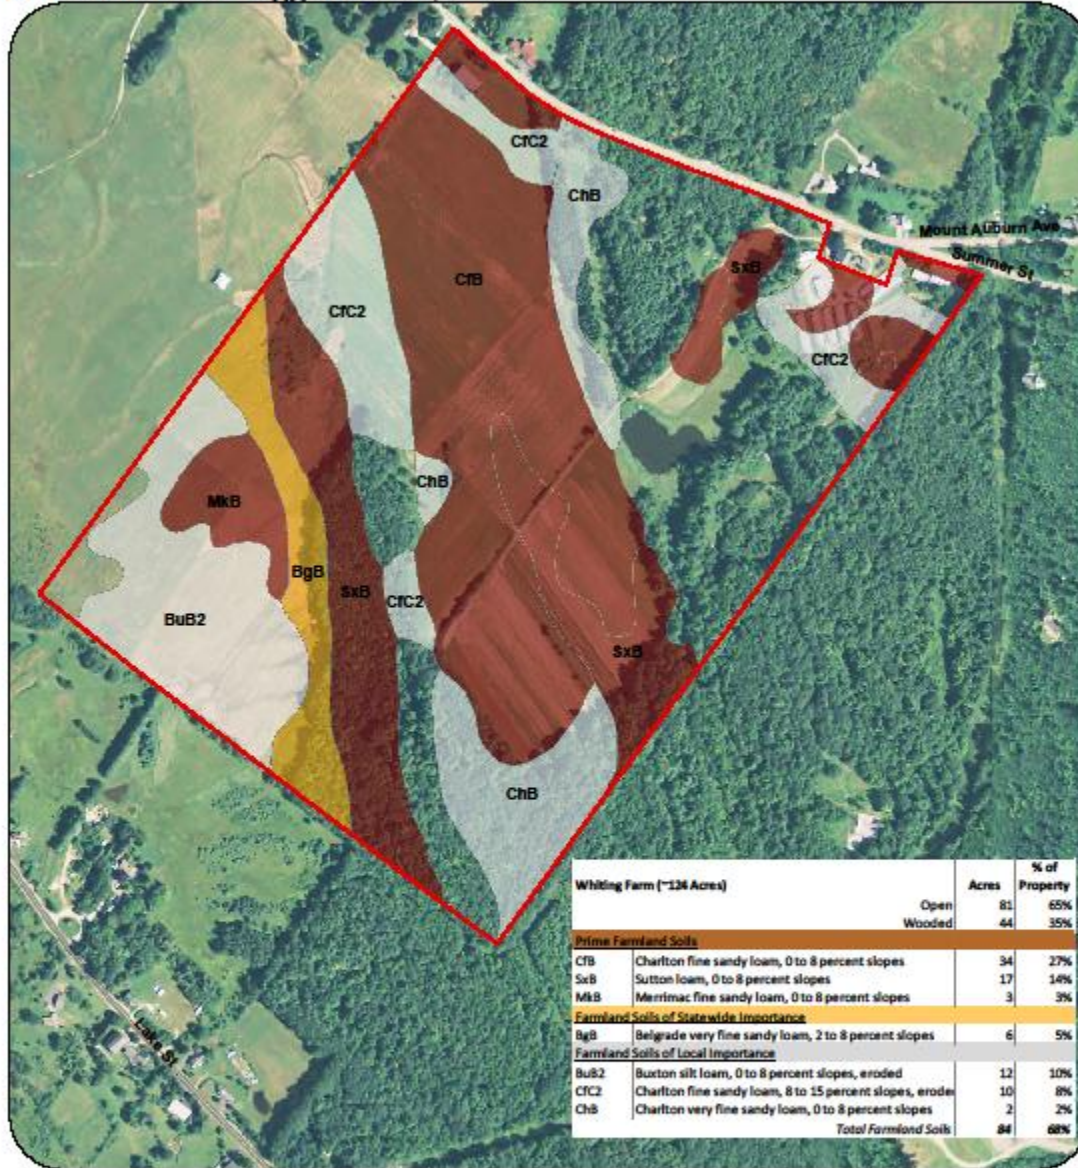 CfC2
ChB
Mount Auburn Ave
Summer St
SxB
CfB
CfC2
CfC2
ChB
MkB
BgB
SxB
CfC2
BuB2
SxB
ChB
Lake St
Whiting Farm (~124 Acres) Acres % of Property
Open 81 65%
Wooded 44 35%
Prime Farmland Soils
CfB Charlton fine sandy loam, 0 to 8 percent slopes 34 27%
SxB Sutton loam, 0 to 8 percent slopes 17 14%
MkB Merrimac fine sandy loam, 0 to 8 percent slopes 3 3%
Farmland Soils of Statewide Importance
BgB Belgrade very fine sandy loam, 2 to 8 percent slopes 6 5%
Farmland Soils of Local Importance
BuB2 Buxton silt loam, 0 to 8 percent slopes, eroded 12 10%
CfC2 Charlton fine sandy loam, 8 to 15 percent slopes, eroded 10 8%
ChB Charlton very fine sandy loam, 0 to 8 percent slopes 2 2%
Total Farmland Soils 84 68%